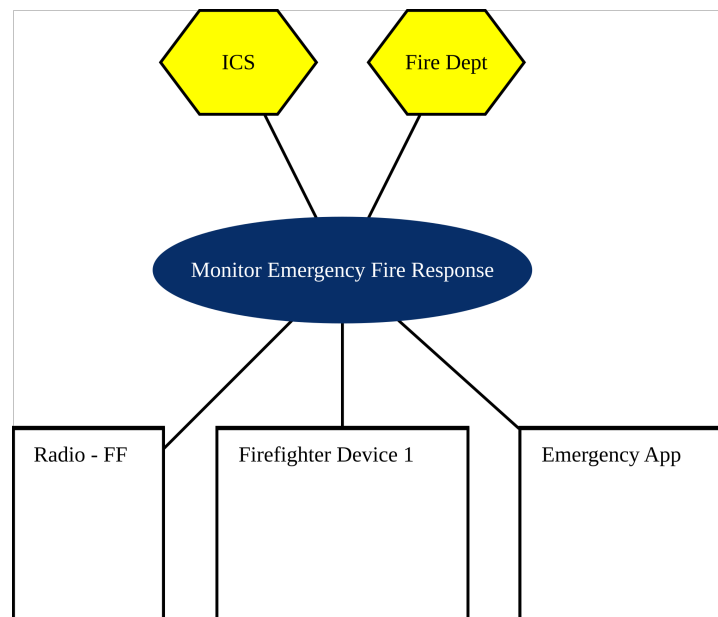 ICS
Fire Dept
Monitor Emergency Fire Response
Radio - FF
Firefighter Device 1
Emergency App